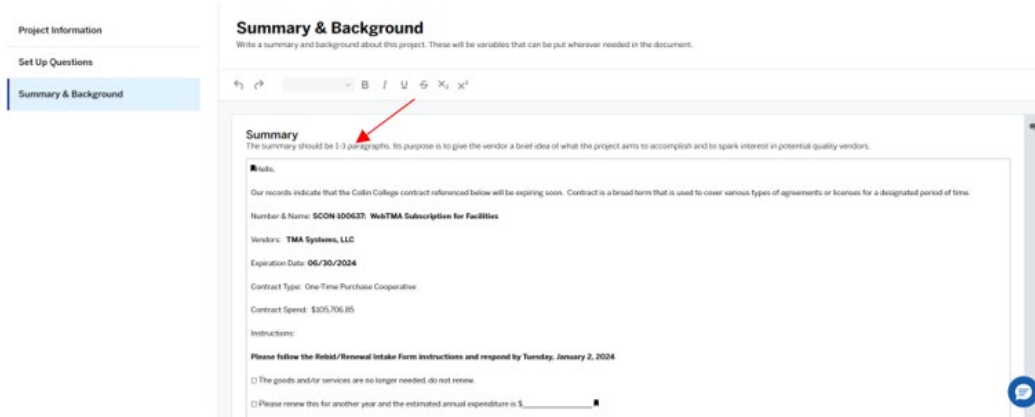 Project Information
Set Up Questions
Summary & Background
Summary & Background
Write a summary and background about this project. These will be variables that can be put wherever needed in the document.
B I U S X₂ X²
Summary
The summary should be 1-3 paragraphs. Its purpose is to give the vendor a brief idea of what the project aims to accomplish and to spark interest in potential quality vendors.
Hello,
Our records indicate that the Collin College contract referenced below will be expiring soon. Contract is a broad term that is used to cover various types of agreements or licenses for a designated period of time.
Number & Name: SCON-100637: WebTMA Subscription for Facilities
Vendors: TMA Systems, LLC
Expiration Date: 06/30/2024
Contract Type: One-Time Purchase Cooperative
Contract Spend: $105,706.85
Instructions:
Please follow the Rebid/Renewal Intake Form instructions and respond by Tuesday, January 2, 2024
☐ The goods and/or services are no longer needed, do not renew.
☐ Please renew this for another year and the estimated annual expenditure is $____________________